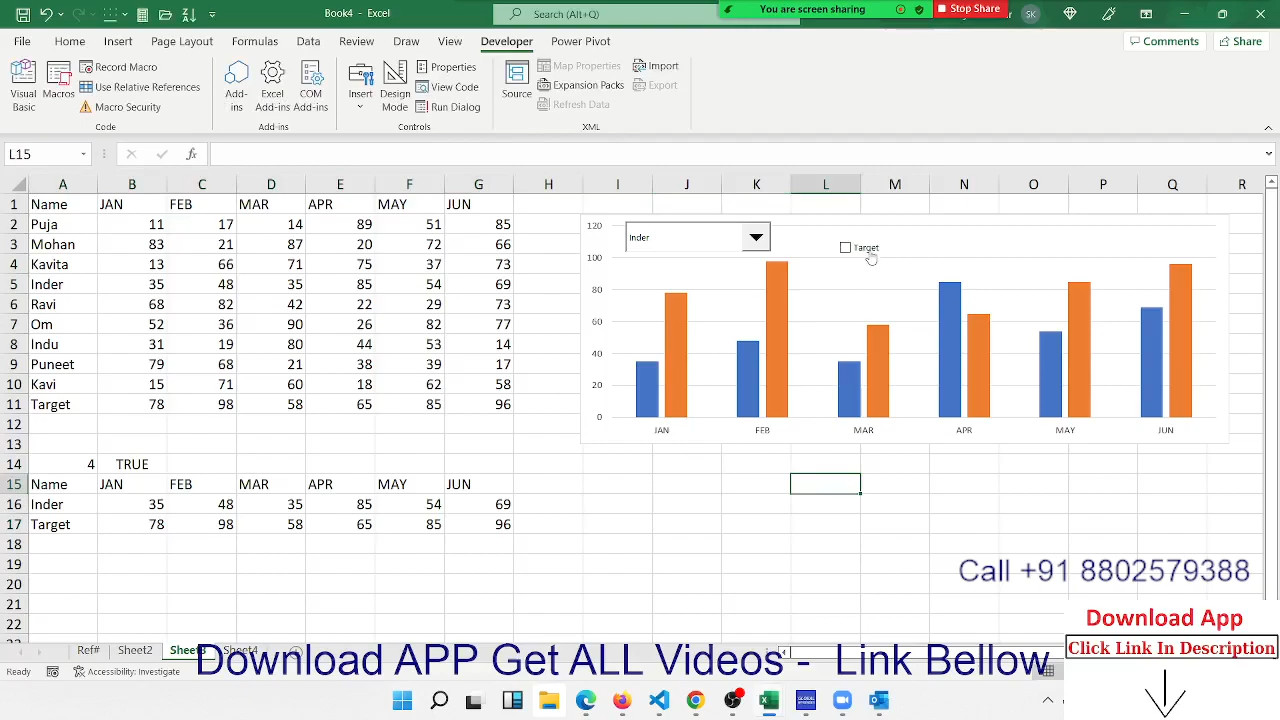 Book4 - Excel
Search (Alt+Q)
You are screen sharing
Stop Share
SK
File Home Insert Page Layout Formulas Data Review Draw View Developer Power Pivot
Comments Share
Visual Basic
Macros
Record Macro
Use Relative References
Macro Security
Code
Add-ins
Excel Add-ins
COM Add-ins
Add-ins
Insert
Design Mode
Properties
View Code
Run Dialog
Controls
Source
Map Properties
Expansion Packs
Refresh Data
Import
Export
XML
L15
fx
A B C D E F G H I J K L M N O P Q R
1 Name JAN FEB MAR APR MAY JUN
2 Puja 11 17 14 89 51 85
3 Mohan 83 21 87 20 72 66
4 Kavita 13 66 71 75 37 73
5 Inder 35 48 35 85 54 69
6 Ravi 68 82 42 22 29 73
7 Om 52 36 90 26 82 77
8 Indu 31 19 80 44 53 14
9 Puneet 79 68 21 38 39 17
10 Kavi 15 71 60 18 62 58
11 Target 78 98 58 65 85 96
12
13
14 4 TRUE
15 Name JAN FEB MAR APR MAY JUN
16 Inder 35 48 35 85 54 69
17 Target 78 98 58 65 85 96
18
19
20
21
22
Inder
Target
120
100
80
60
40
20
0
JAN FEB MAR APR MAY JUN
Call +91 8802579388
Download App
Click Link In Description
Ref# Sheet2 Sheet3 Sheet4
Download APP Get ALL Videos - Link Bellow
Ready
Accessibility: Investigate